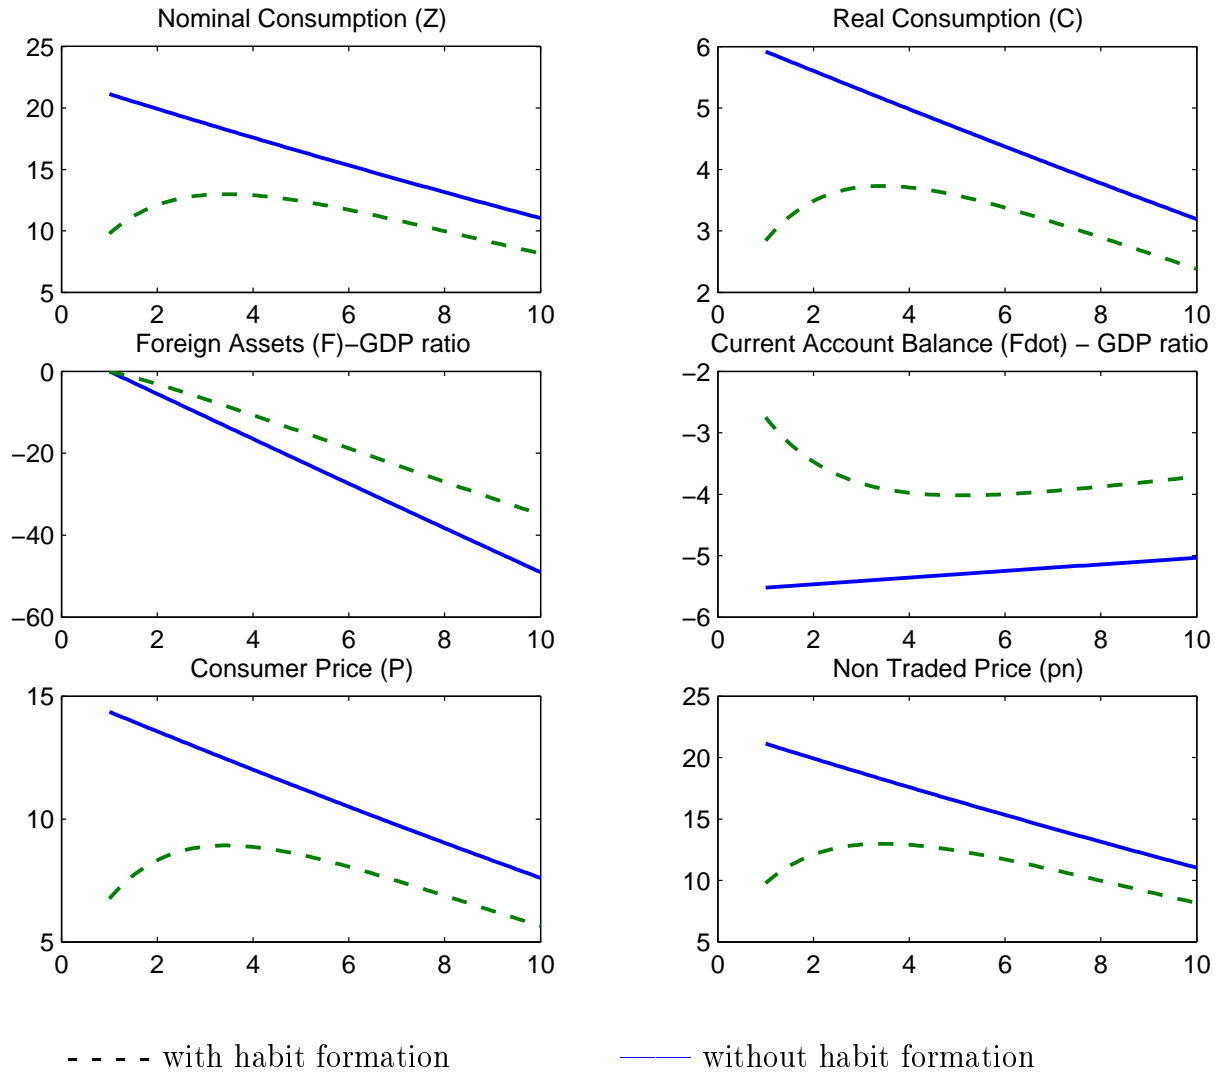 Nominal Consumption (Z)
25
20
15
10
5
0 2 4 6 8 10
Real Consumption (C)
6
5
4
3
2
0 2 4 6 8 10
Foreign Assets (F)−GDP ratio
0
−20
−40
−60
0 2 4 6 8 10
Current Account Balance (Fdot) − GDP ratio
−2
−3
−4
−5
−6
0 2 4 6 8 10
Consumer Price (P)
15
10
5
0 2 4 6 8 10
Non Traded Price (pn)
25
20
15
10
5
0 2 4 6 8 10
with habit formation
without habit formation